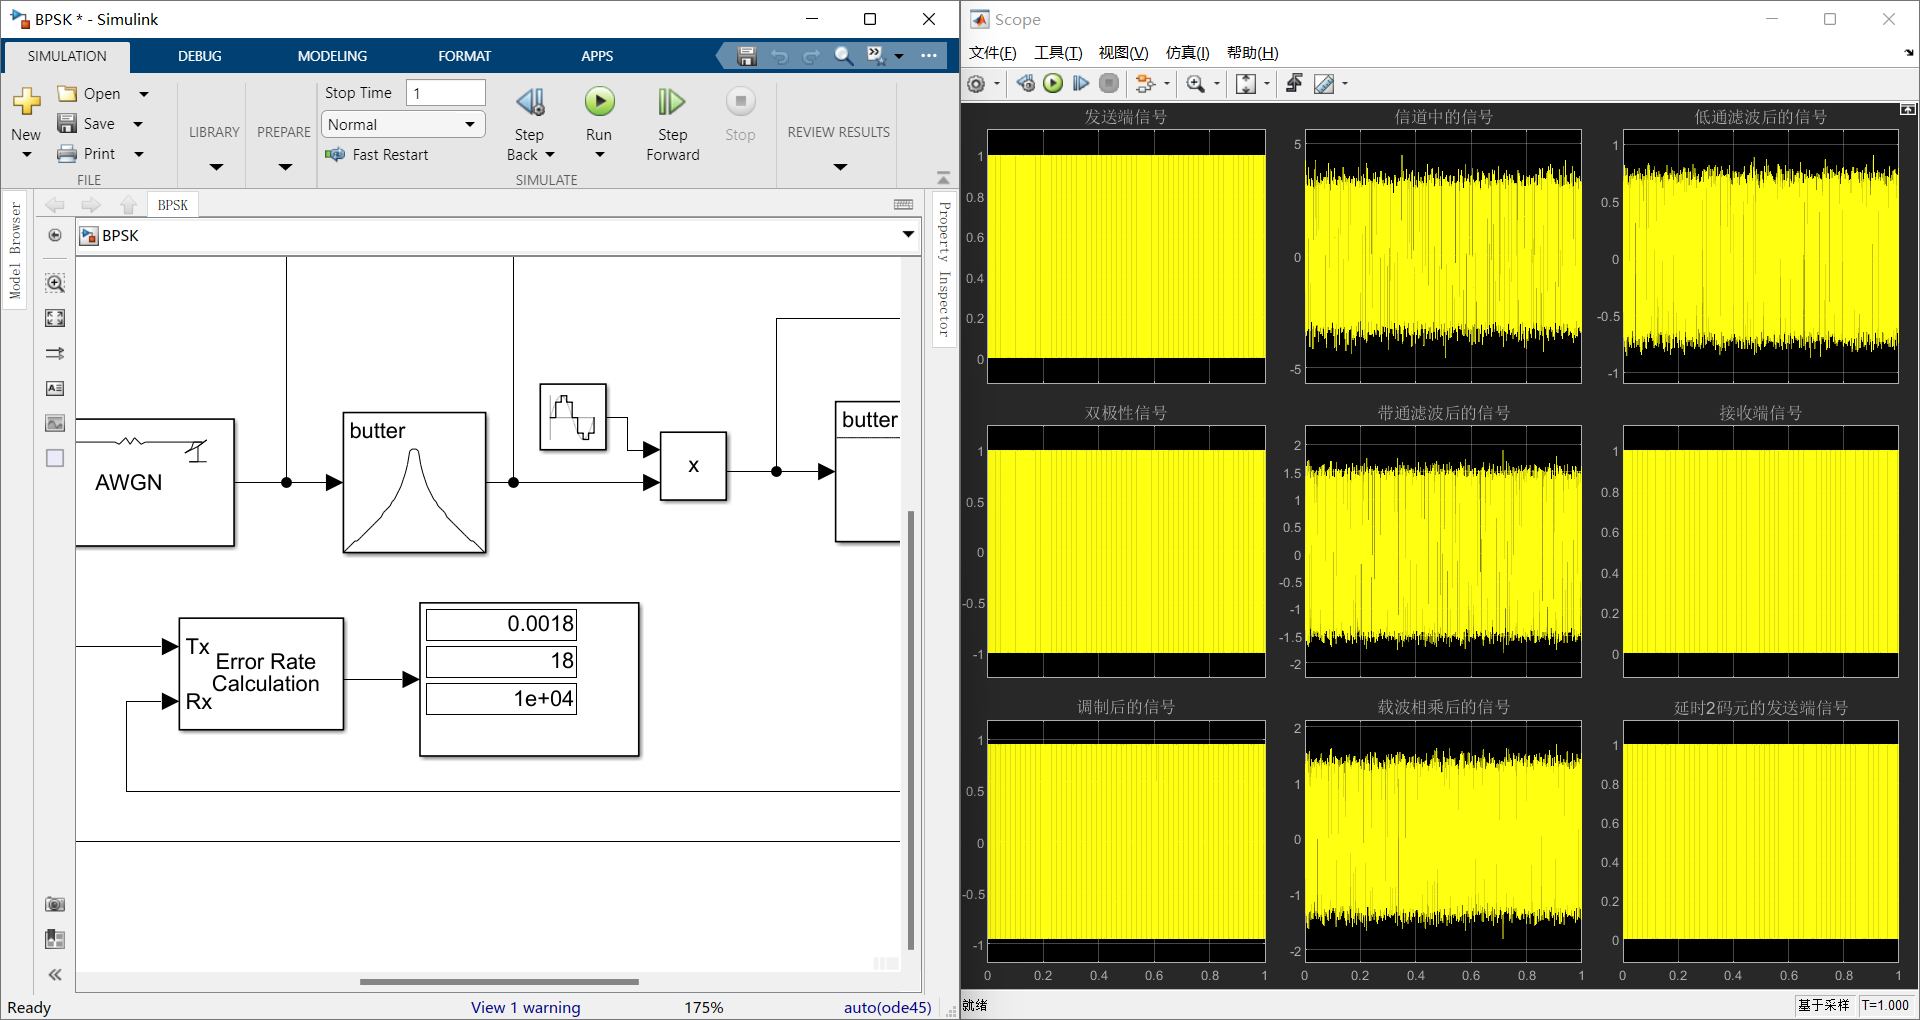 BPSK * - Simulink
SIMULATION DEBUG MODELING FORMAT APPS
New
Open
Save
Print
FILE
LIBRARY
PREPARE
Stop Time 1
Normal
Fast Restart
Step Back
Run
Step Forward
Stop
SIMULATE
REVIEW RESULTS
Model Browser
BPSK
BPSK
Property Inspector
AWGN
butter
x
butter
Tx
Rx
Error Rate
Calculation
0.0018
18
1e+04
Ready
View 1 warning
175%
auto(ode45)
Scope
文件(F) 工具(T) 视图(V) 仿真(I) 帮助(H)
发送端信号
1
0.8
0.6
0.4
0.2
0
信道中的信号
5
0
-5
低通滤波后的信号
1
0.5
0
-0.5
-1
双极性信号
1
0.5
0
-0.5
-1
带通滤波后的信号
2
1.5
1
0.5
0
-0.5
-1
-1.5
-2
接收端信号
1
0.8
0.6
0.4
0.2
0
调制后的信号
1
0.5
0
-0.5
-1
0 0.2 0.4 0.6 0.8 1
载波相乘后的信号
2
1
0
-1
-2
0 0.2 0.4 0.6 0.8 1
延时2码元的发送端信号
1
0.8
0.6
0.4
0.2
0
0 0.2 0.4 0.6 0.8 1
就绪
基于采样 T=1.000